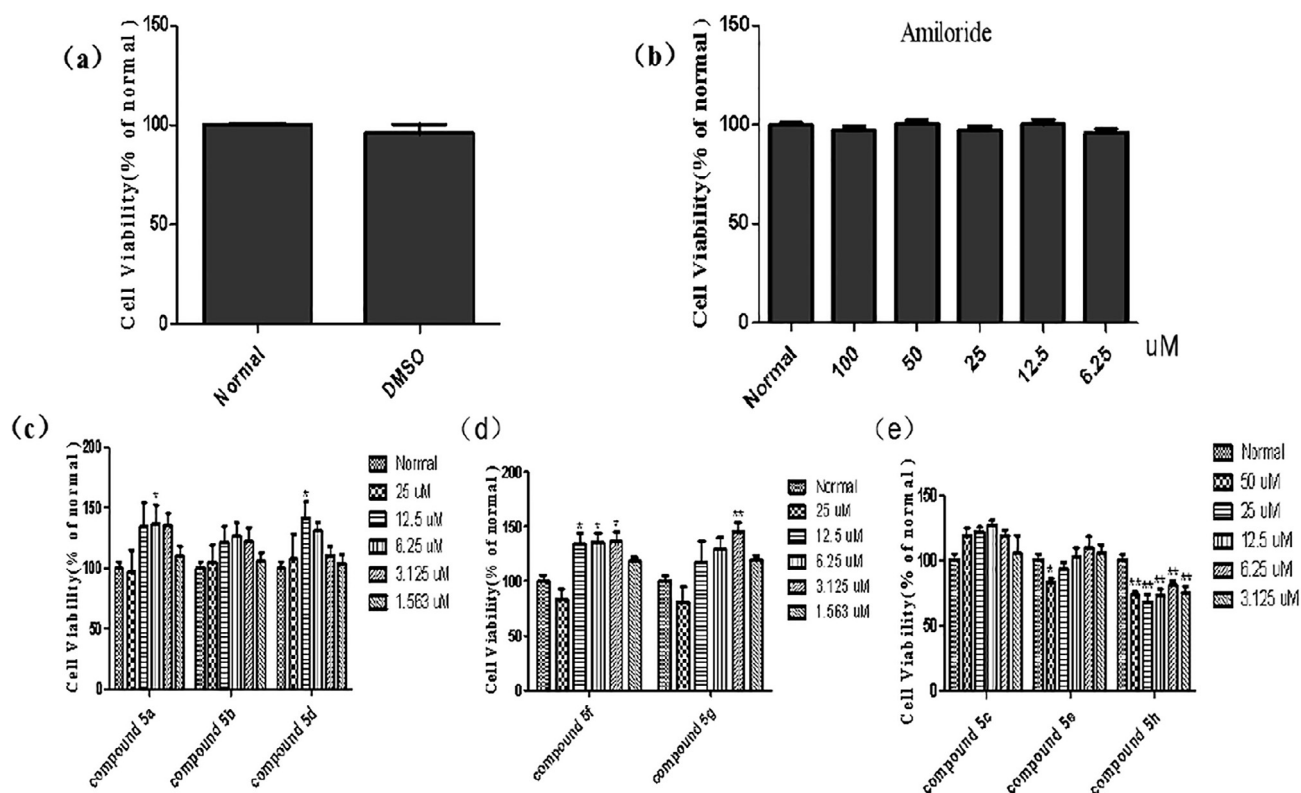 (a)
Cell Viability(% of normal)
150
100
50
0
Normal
DMSO
(b)
Amiloride
Cell Viability(% of normal)
150
100
50
0
Normal
100
50
25
12.5
6.25
uM
(c)
Cell Viability(% of normal)
200
150
100
50
0
*
*
compound 5a
compound 5b
compound 5d
Normal
25 uM
12.5 uM
6.25 uM
3.125 uM
1.563 uM
(d)
Cell Viability(% of normal)
200
150
100
50
0
* * * **
compound 5f
compound 5g
Normal
25 uM
12.5 uM
6.25 uM
3.125 uM
1.563 uM
(e)
Cell Viability(% of normal)
150
100
50
0
*
** ** ** ** **
compound 5c
compound 5e
compound 5h
Normal
50 uM
25 uM
12.5 uM
6.25 uM
3.125 uM